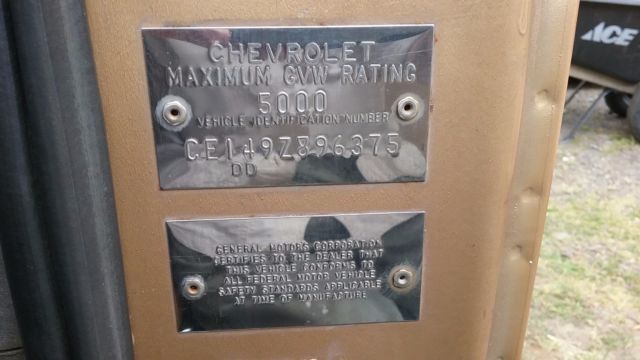 CHEVROLET
MAXIMUM GVW RATING
5000
VEHICLE IDENTIFICATION NUMBER
CE149Z896375
DD
GENERAL MOTORS CORPORATION
CERTIFIES TO THE DEALER THAT
THIS VEHICLE CONFORMS TO
ALL FEDERAL MOTOR VEHICLE
SAFETY STANDARDS APPLICABLE
AT TIME OF MANUFACTURE
ACE